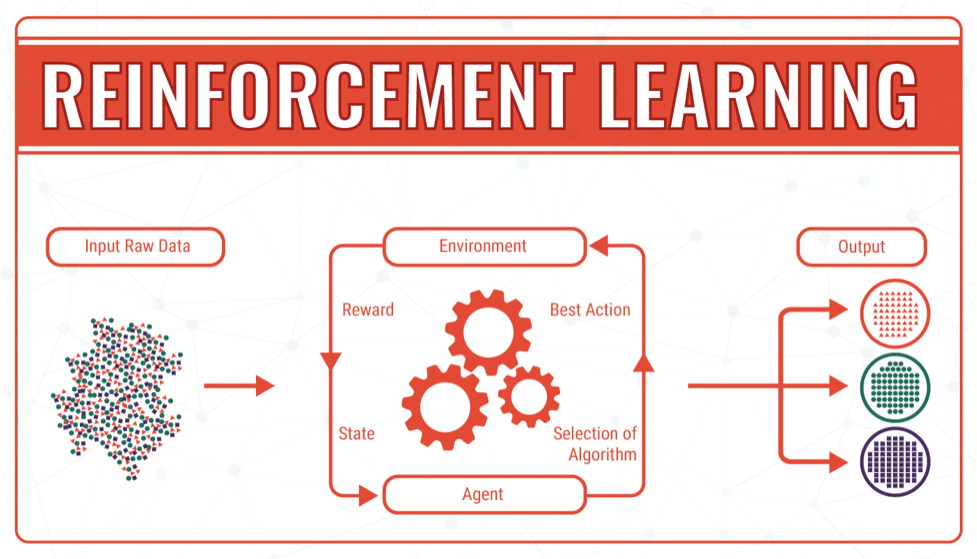 REINFORCEMENT LEARNING
Input Raw Data
Environment
Output
Reward
Best Action
State
Selection of
Algorithm
Agent